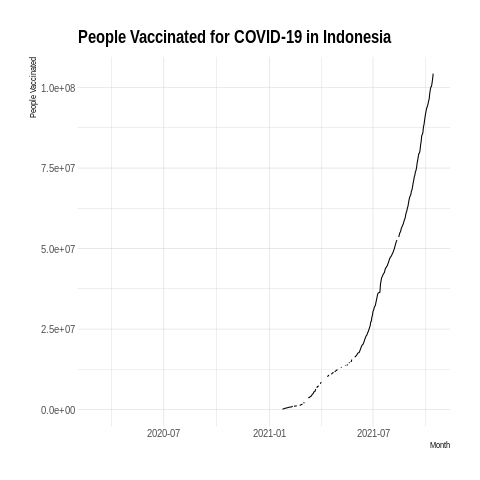 People Vaccinated for COVID-19 in Indonesia
People Vaccinated
1.0e+08
7.5e+07
5.0e+07
2.5e+07
0.0e+00
2020-07
2021-01
2021-07
Month